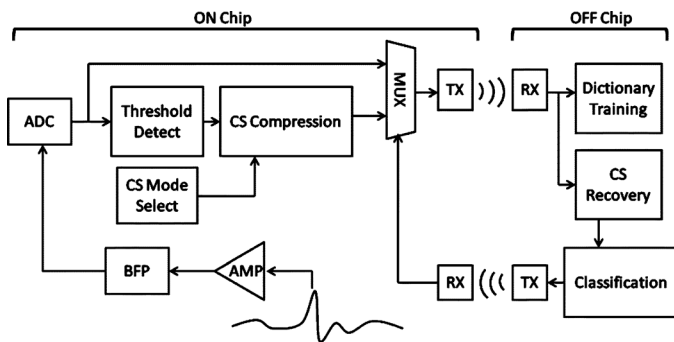 ON Chip
OFF Chip
ADC
Threshold
Detect
CS Compression
MUX
TX
RX
Dictionary
Training
CS Mode
Select
CS
Recovery
BFP
AMP
RX
TX
Classification